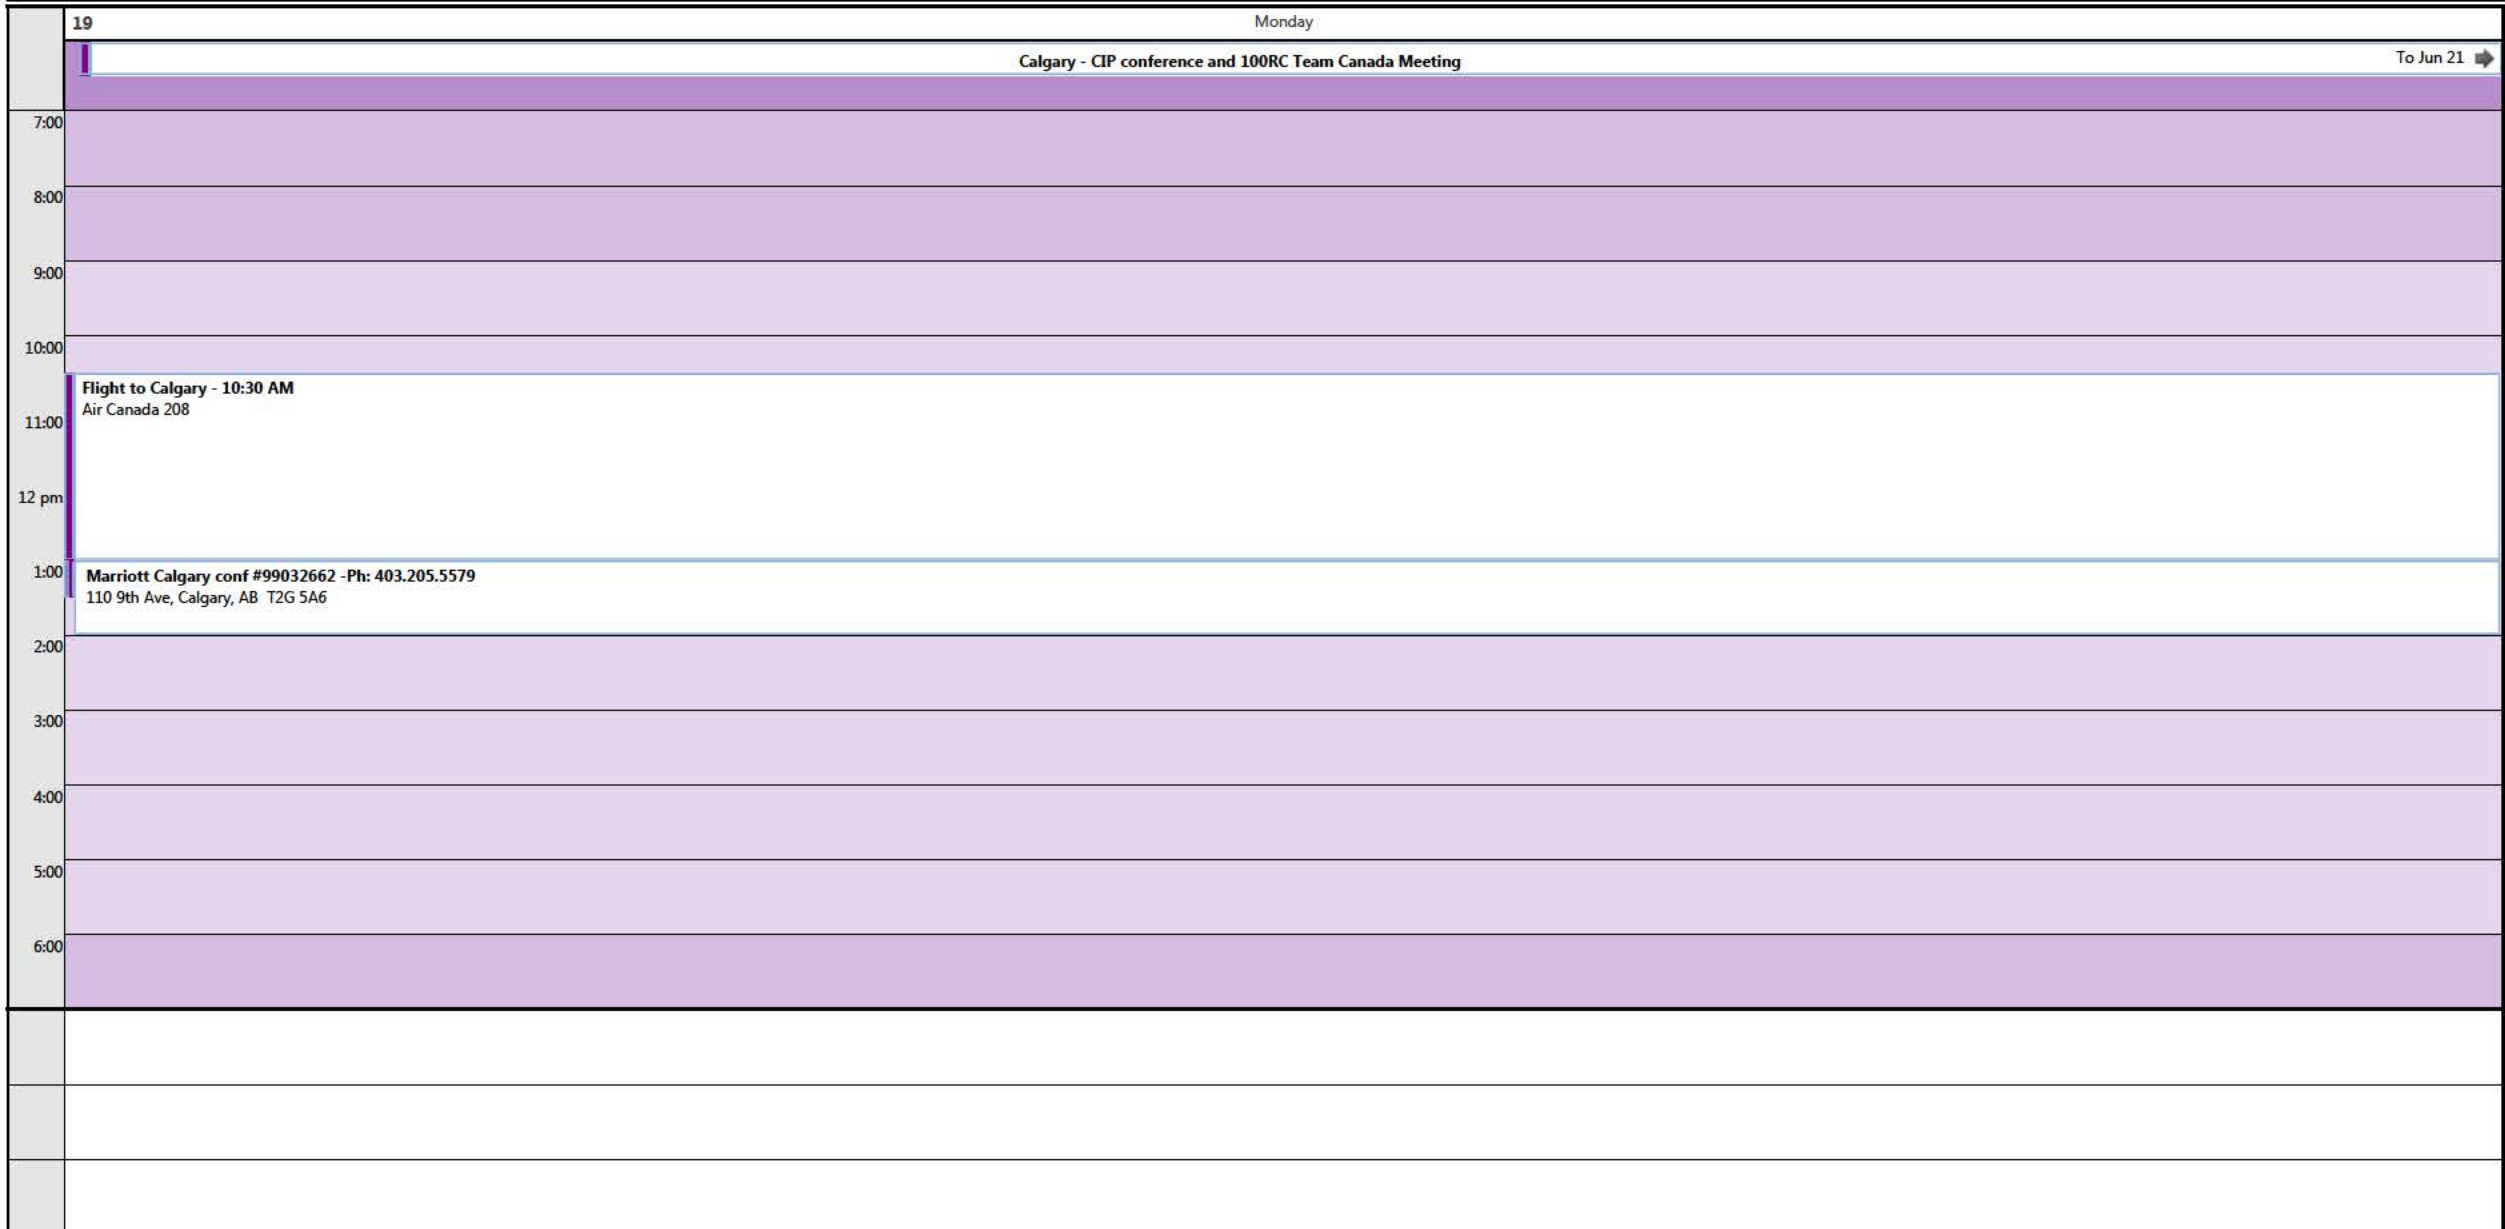 19
Monday
Calgary - CIP conference and 100RC Team Canada Meeting
To Jun 21
7:00
8:00
9:00
10:00
Flight to Calgary - 10:30 AM
Air Canada 208
11:00
12 pm
1:00
Marriott Calgary conf #99032662 -Ph: 403.205.5579
110 9th Ave, Calgary, AB T2G 5A6
2:00
3:00
4:00
5:00
6:00